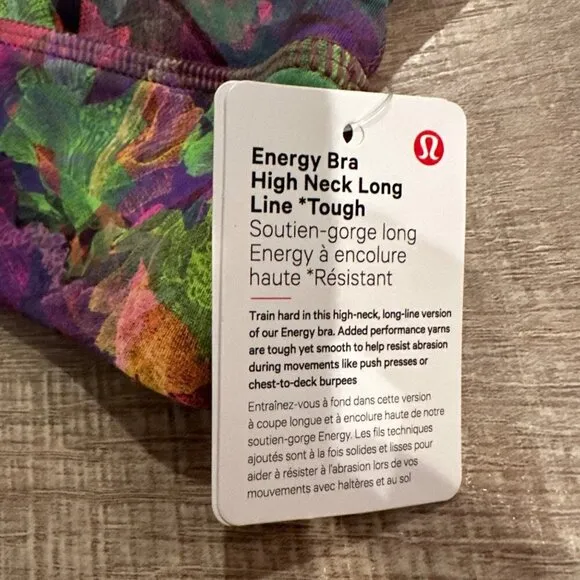 Energy Bra
High Neck Long
Line *Tough
Soutien-gorge long
Energy à encolure
haute *Résistant
Train hard in this high-neck, long-line version
of our Energy bra. Added performance yarns
are tough yet smooth to help resist abrasion
during movements like push presses or
chest-to-deck burpees
Entraînez-vous à fond dans cette version
à coupe longue et à encolure haute de notre
soutien-gorge Energy. Les fils techniques
ajoutés sont à la fois solides et lisses pour
aider à résister à l'abrasion lors de vos
mouvements avec haltères et au sol